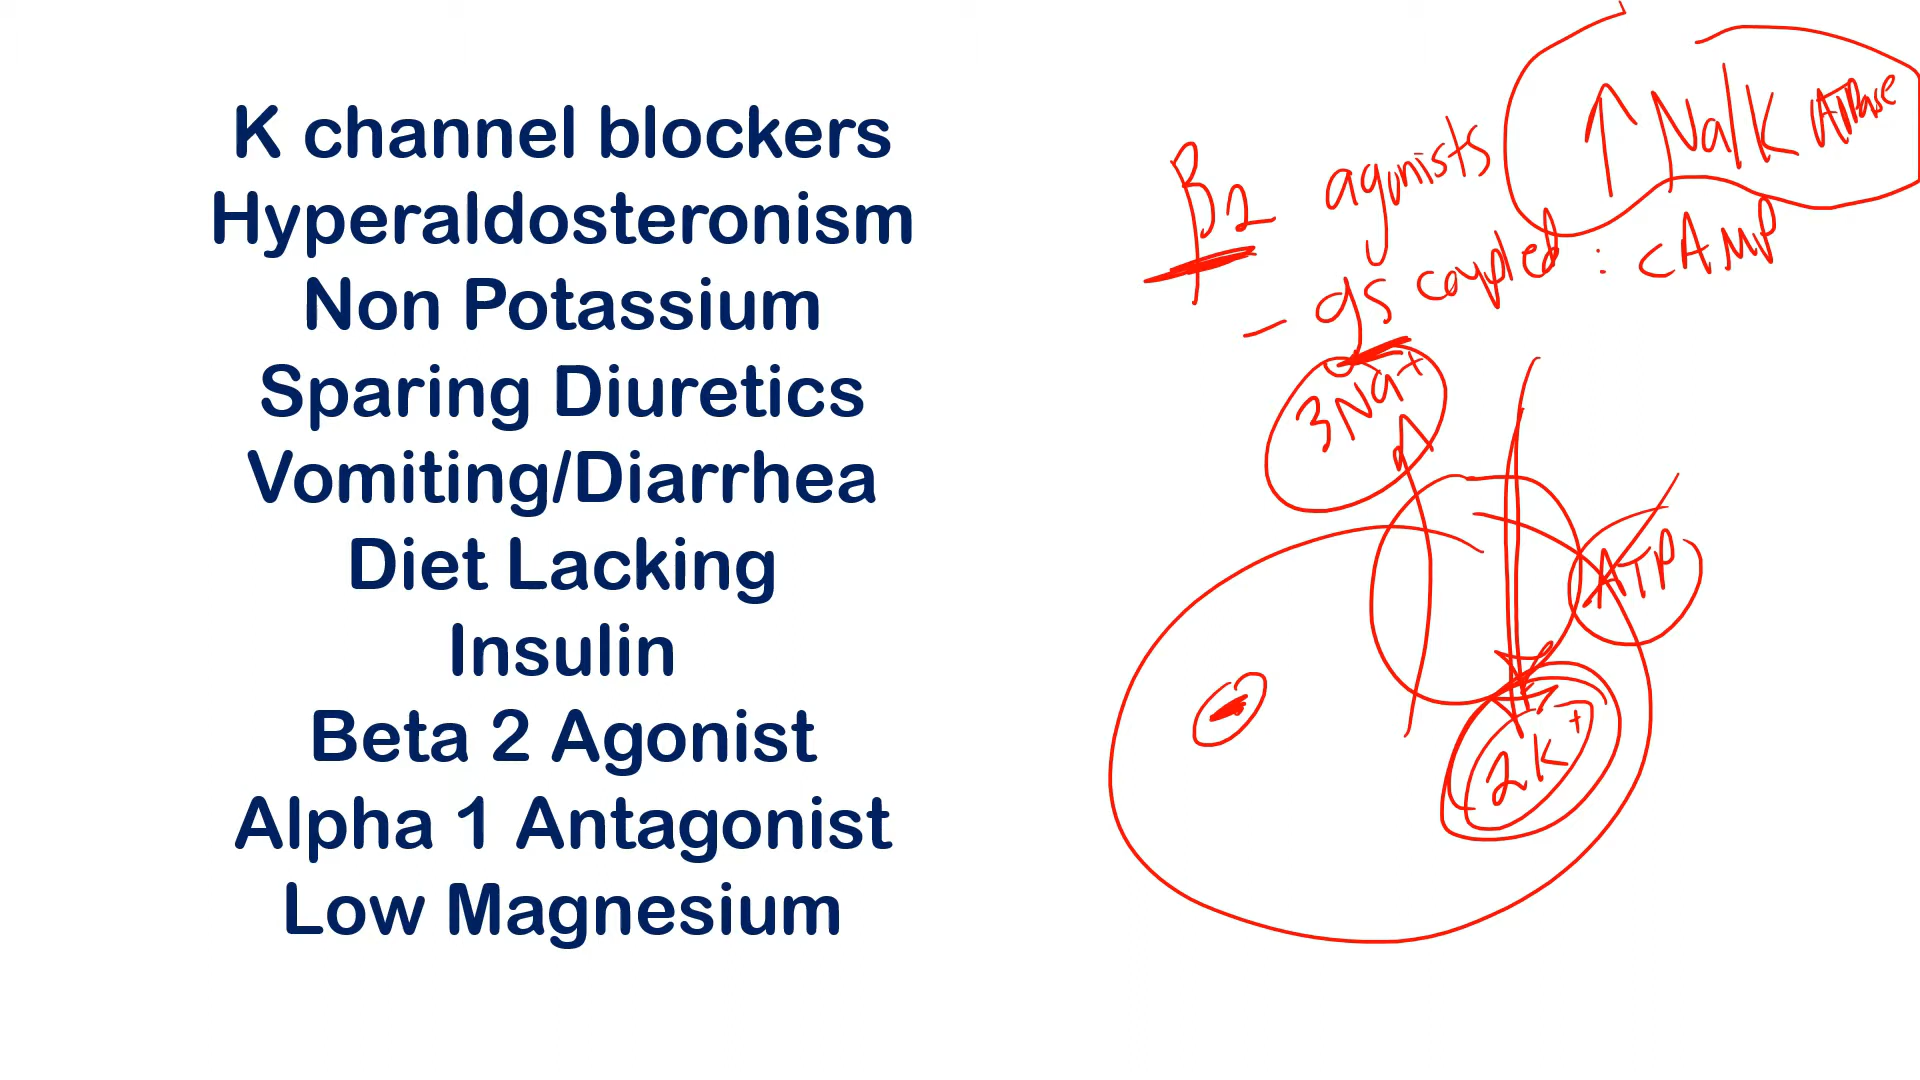 K channel blockers
Hyperaldosteronism
Non Potassium
Sparing Diuretics
Vomiting/Diarrhea
Diet Lacking
Insulin
Beta 2 Agonist
Alpha 1 Antagonist
Low Magnesium
↑ Na/K ATPase
B2 agonists
- gs coupled : cAMP
3Na+
ATP
2K+